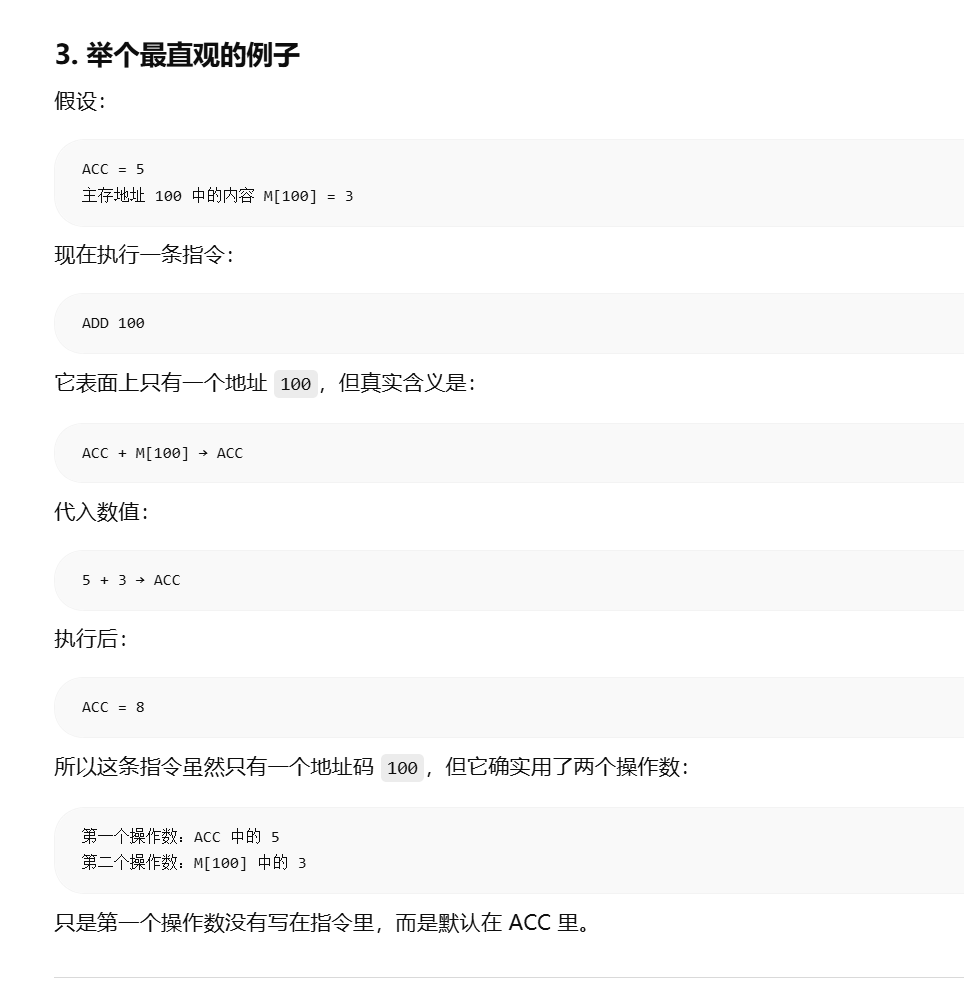 3. 举个最直观的例子
假设：
ACC = 5
主存地址 100 中的内容 M[100] = 3
现在执行一条指令：
ADD 100
它表面上只有一个地址 100，但真实含义是：
ACC + M[100] → ACC
代入数值：
5 + 3 → ACC
执行后：
ACC = 8
所以这条指令虽然只有一个地址码 100，但它确实用了两个操作数：
第一个操作数：ACC 中的 5
第二个操作数：M[100] 中的 3
只是第一个操作数没有写在指令里，而是默认在 ACC 里。